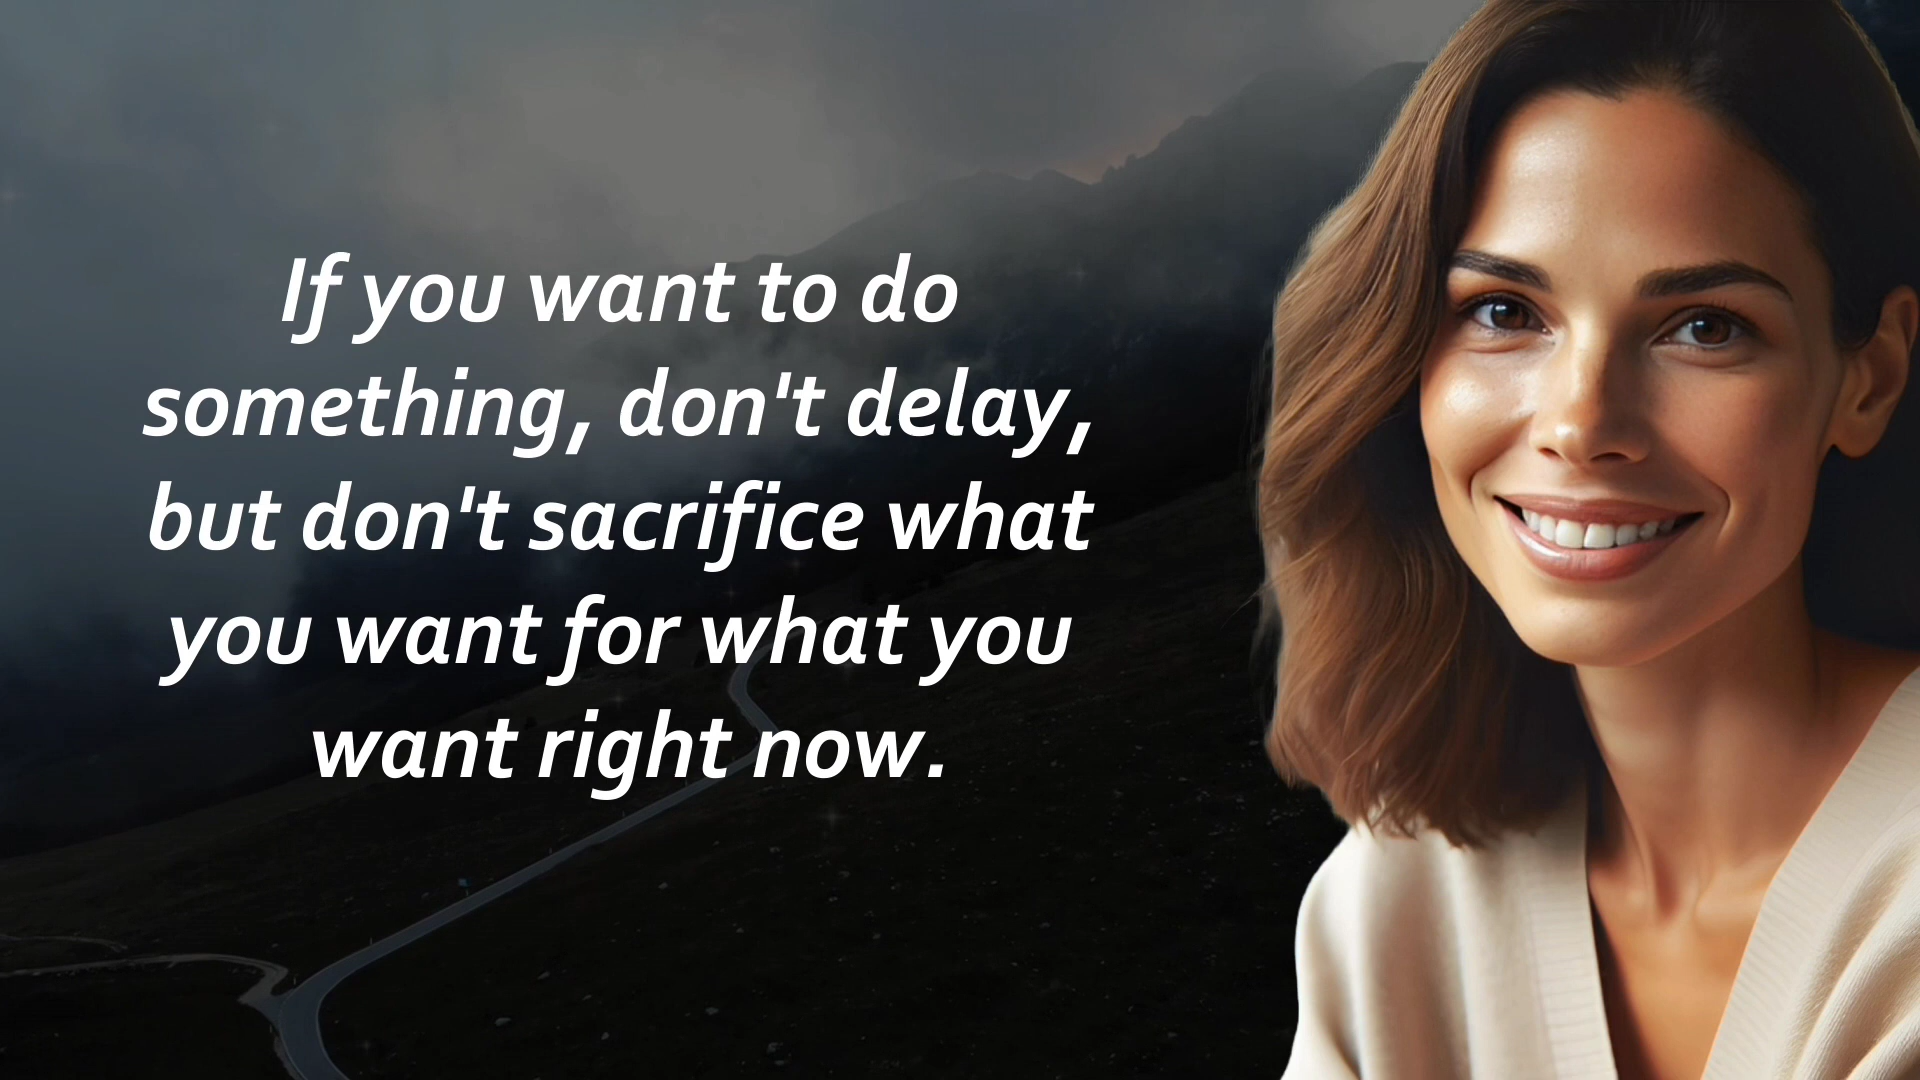 If you want to do
something, don't delay,
but don't sacrifice what
you want for what you
want right now.